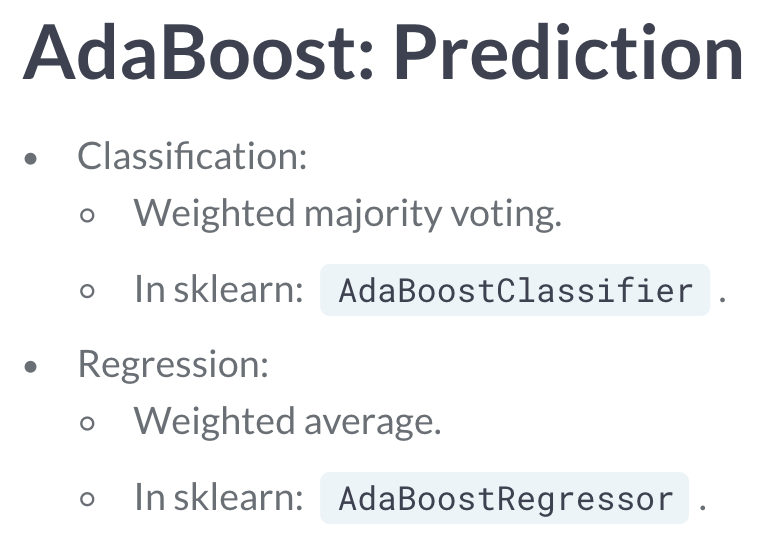 AdaBoost: Prediction
• Classification:
○ Weighted majority voting.
○ In sklearn: AdaBoostClassifier .
• Regression:
○ Weighted average.
○ In sklearn: AdaBoostRegressor .